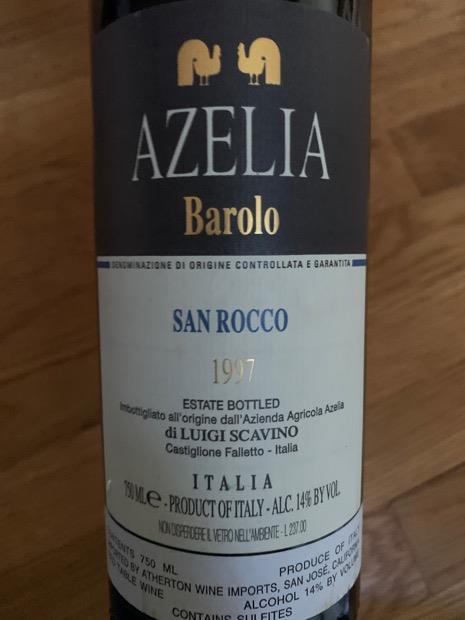 AZELIA
Barolo
DENOMINAZIONE DI ORIGINE CONTROLLATA E GARANTITA
SAN ROCCO
1997
ESTATE BOTTLED
Imbottigliato all'origine dall'Azienda Agricola Azelia
di LUIGI SCAVINO
Castiglione Falletto - Italia
ITALIA
750 MLe - PRODUCT OF ITALY - ALC. 14% BY VOL.
NON DISPERDERE IL VETRO NELL'AMBIENTE - L 237.00
CONTENTS 750 ML PRODUCE OF ITALY
IMPORTED BY ATHERTON WINE IMPORTS, SAN JOSE, CALIFORNIA
RED TABLE WINE ALCOHOL 14% BY VOLUME
CONTAINS SULFITES